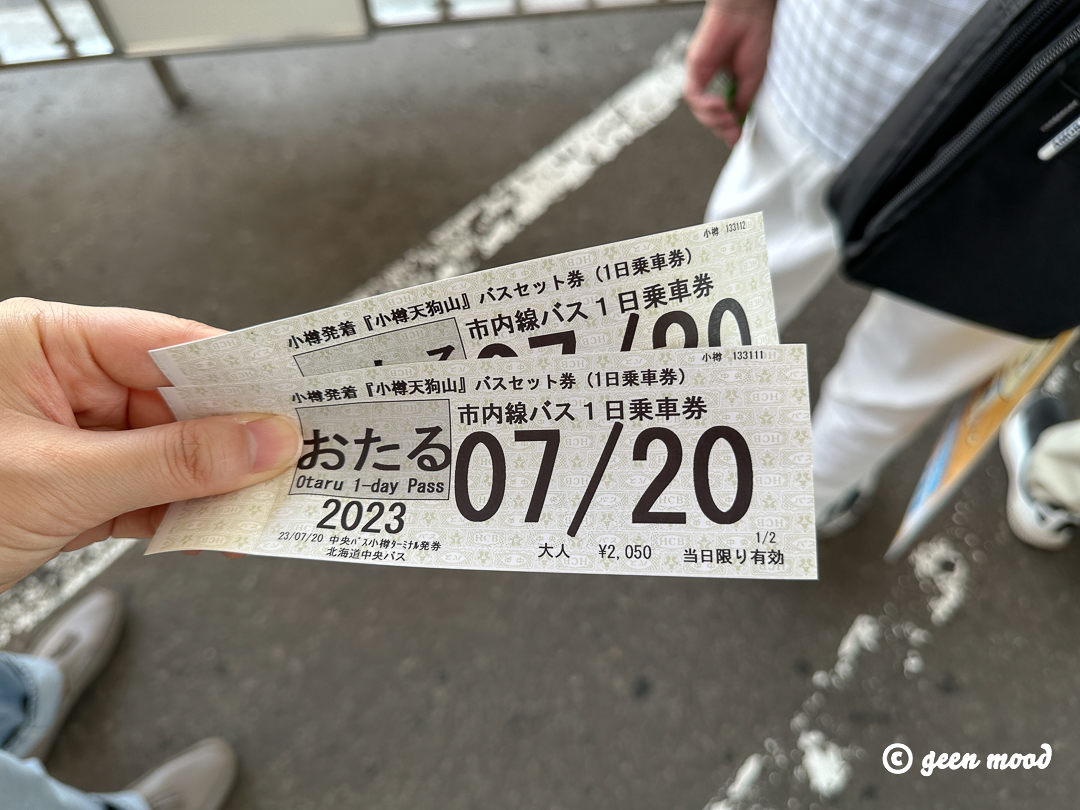 小樽 133112
小樽発着『小樽天狗山』バスセット券（1日乗車券）
市内線バス１日乗車券
07/20
小樽 133111
小樽発着『小樽天狗山』バスセット券（1日乗車券）
市内線バス１日乗車券
おたる
Otaru 1-day Pass
07/20
2023
23/07/20 中央ﾊﾞｽ小樽ﾀｰﾐﾅﾙ発券
北海道中央バス
大人 ¥2,050
1/2
当日限り有効
© geen mood